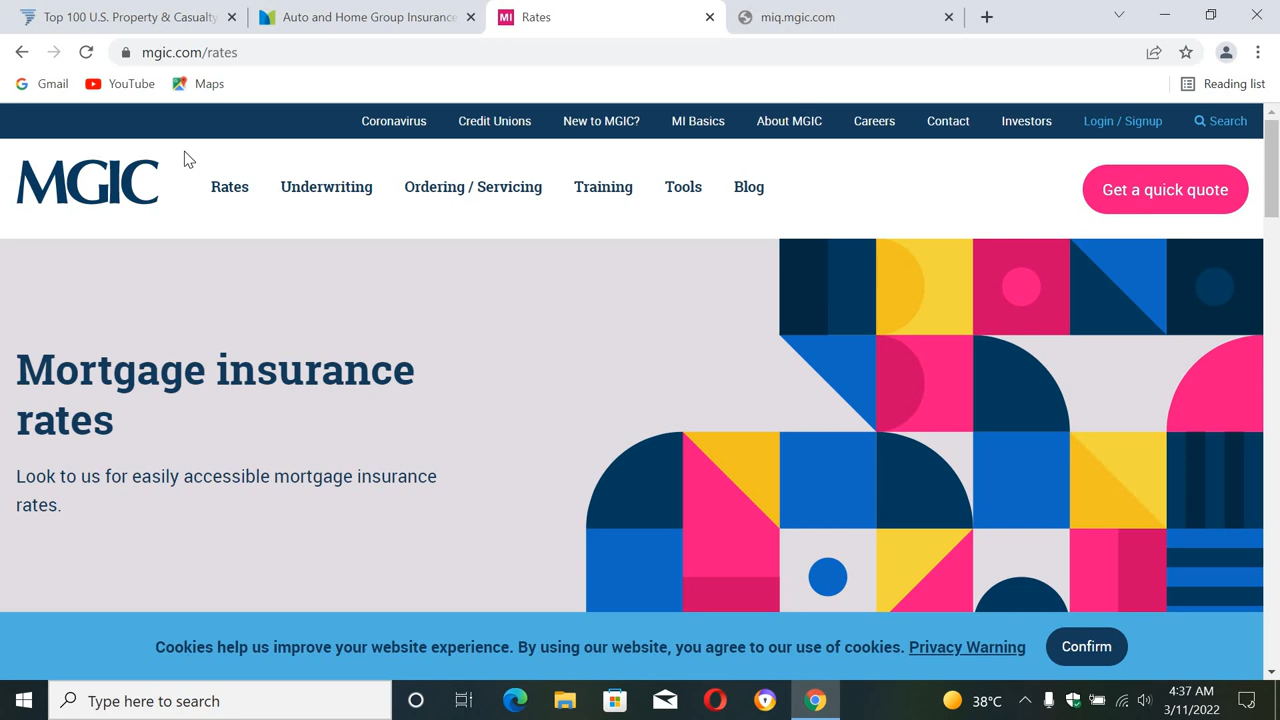 Top 100 U.S. Property & Casualty
Auto and Home Group Insurance
MI Rates
miq.mgic.com
mgic.com/rates
Gmail
YouTube
Maps
Reading list
Coronavirus
Credit Unions
New to MGIC?
MI Basics
About MGIC
Careers
Contact
Investors
Login / Signup
Search
MGIC
Rates
Underwriting
Ordering / Servicing
Training
Tools
Blog
Get a quick quote
Mortgage insurance
rates
Look to us for easily accessible mortgage insurance
rates.
Cookies help us improve your website experience. By using our website, you agree to our use of cookies. Privacy Warning
Confirm
Type here to search
38°C
4:37 AM
3/11/2022